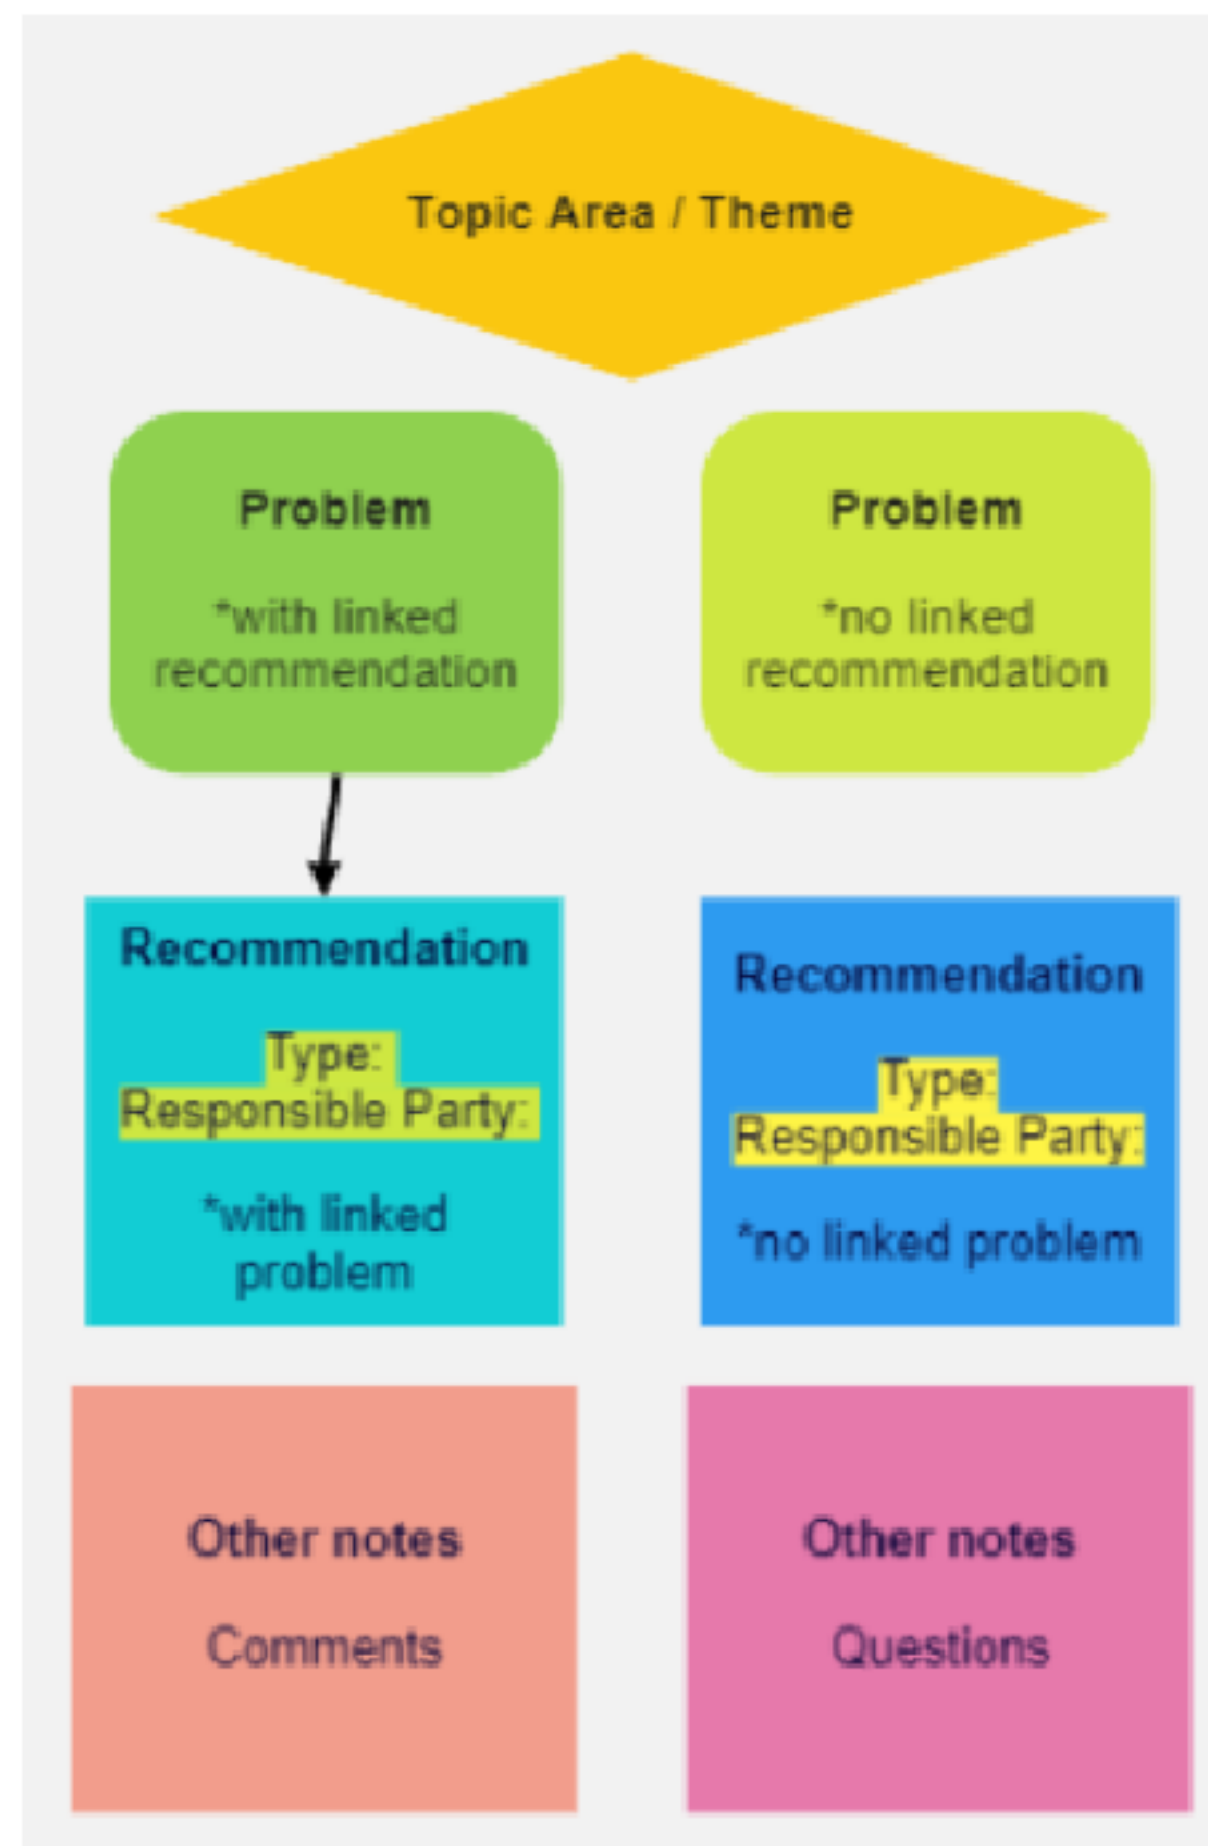 Topic Area / Theme
Problem
*with linked
recommendation
Problem
*no linked
recommendation
Recommendation
Type:
Responsible Party:
*with linked
problem
Recommendation
Type:
Responsible Party:
*no linked problem
Other notes
Comments
Other notes
Questions